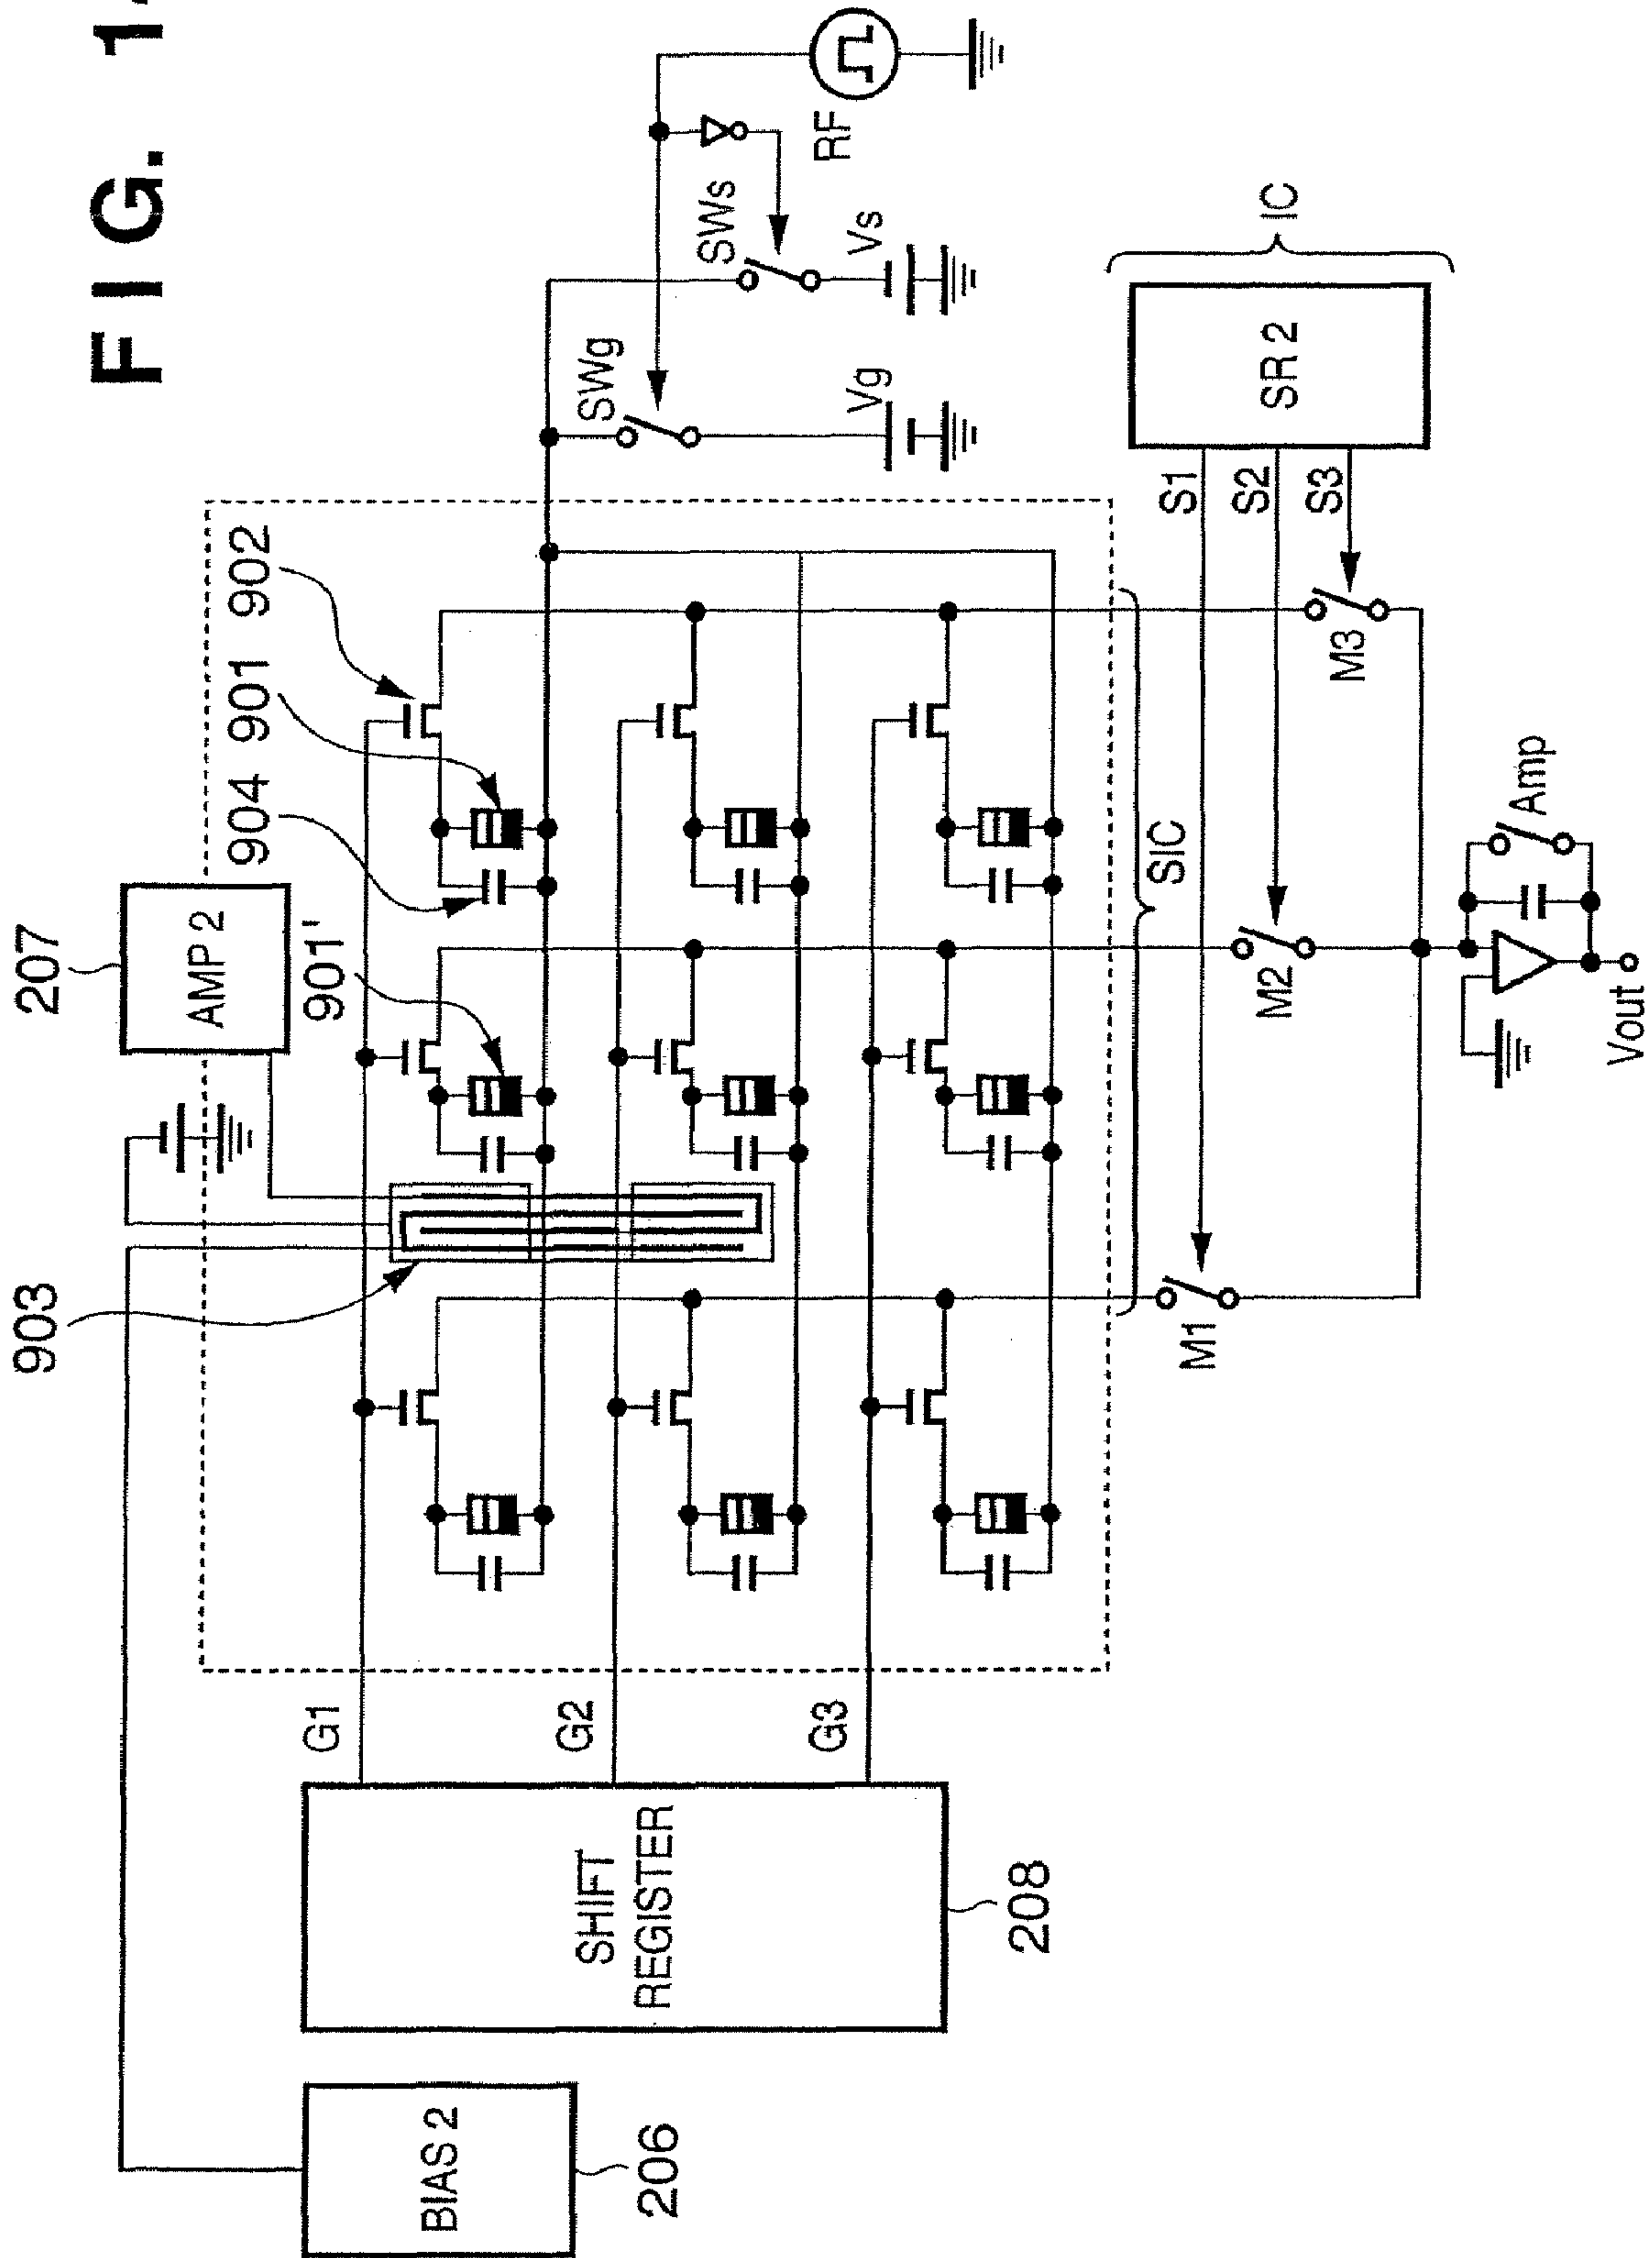 FIG. 1
207
AMP 2
903
901'
904
901
902
G1
G2
G3
SHIFT
REGISTER
208
BIAS 2
206
SWg
SWs
RF
Vg
Vs
SIC
IC
SR 2
S1
S2
S3
M1
M2
M3
Amp
Vout